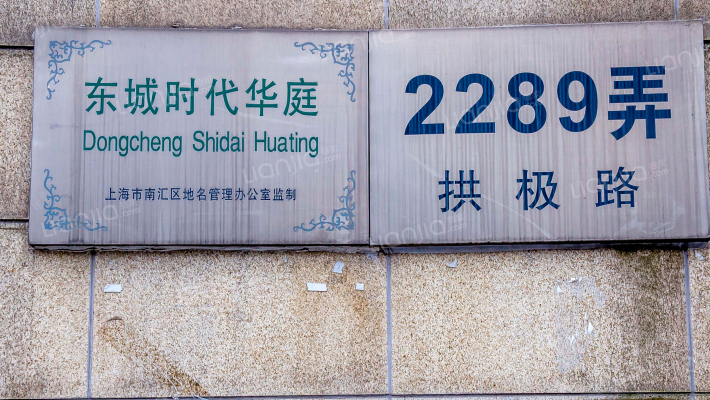 东城时代华庭
Dongcheng Shidai Huating
上海市南汇区地名管理办公室监制
2289弄
拱极路